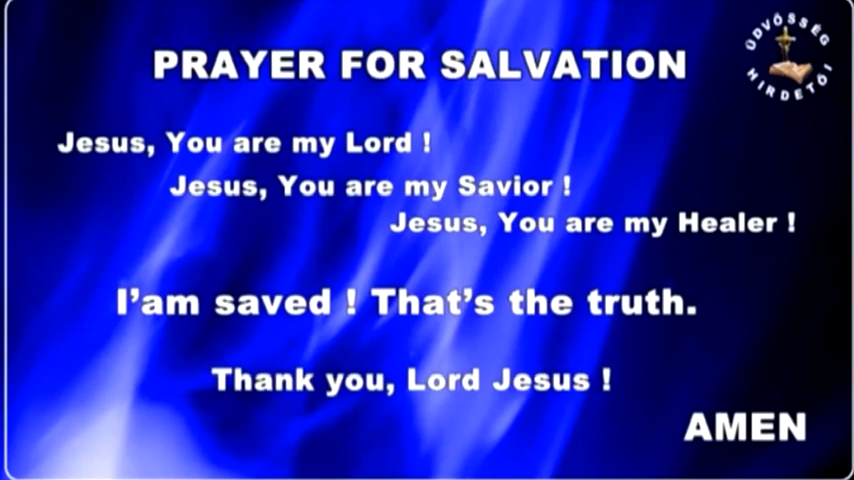 PRAYER FOR SALVATION
ÜDVÖSSÉG
HIRDETŐI
Jesus, You are my Lord !
Jesus, You are my Savior !
Jesus, You are my Healer !
I'am saved ! That's the truth.
Thank you, Lord Jesus !
AMEN